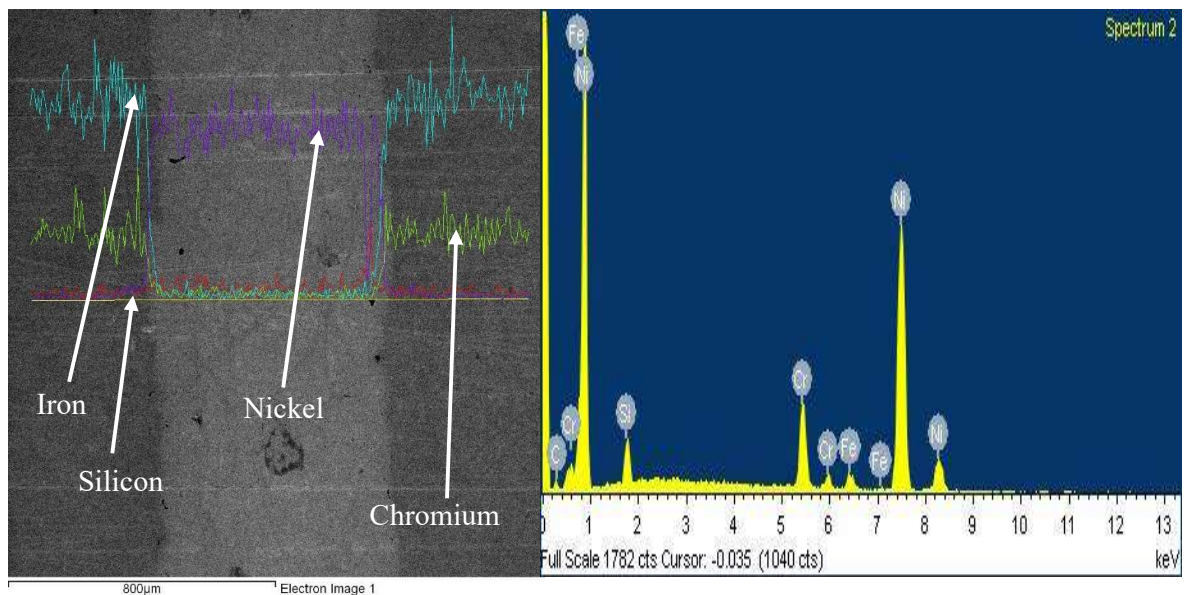 Iron
Nickel
Silicon
Chromium
800µm
Electron Image 1
Spectrum 2
Fe
Ni
Ni
Cr
Cr
Si
C
Cr
Fe
Fe
Ni
0 1 2 3 4 5 6 7 8 9 10 11 12 13
Full Scale 1782 cts Cursor: -0.035 (1040 cts) keV